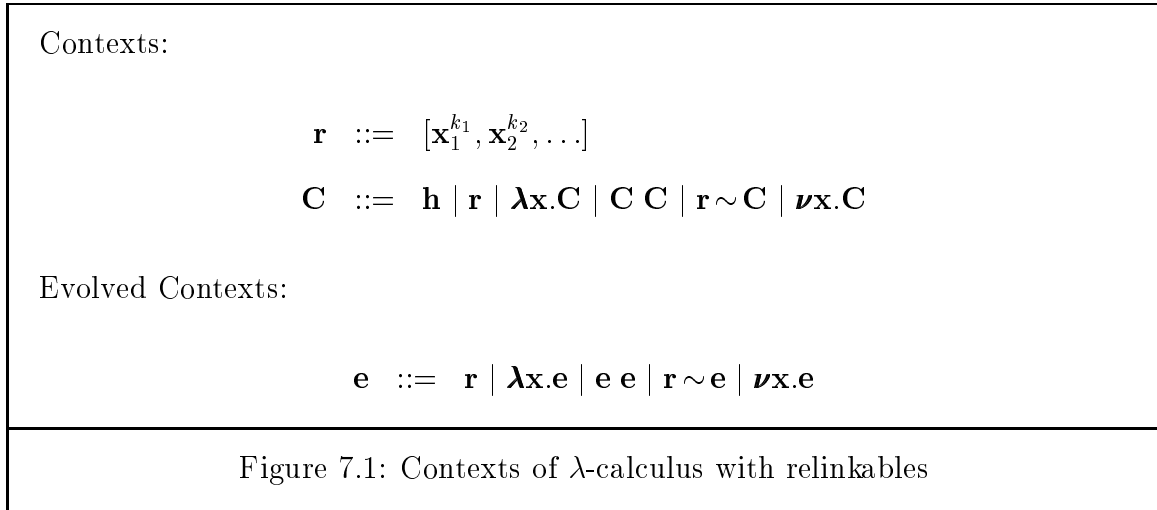 Contexts:
r ::= [x₁^{k₁}, x₂^{k₂}, . . .]
C ::= h | r | λx.C | C C | r∼C | νx.C
Evolved Contexts:
e ::= r | λx.e | e e | r∼e | νx.e
Figure 7.1: Contexts of λ-calculus with relinkables